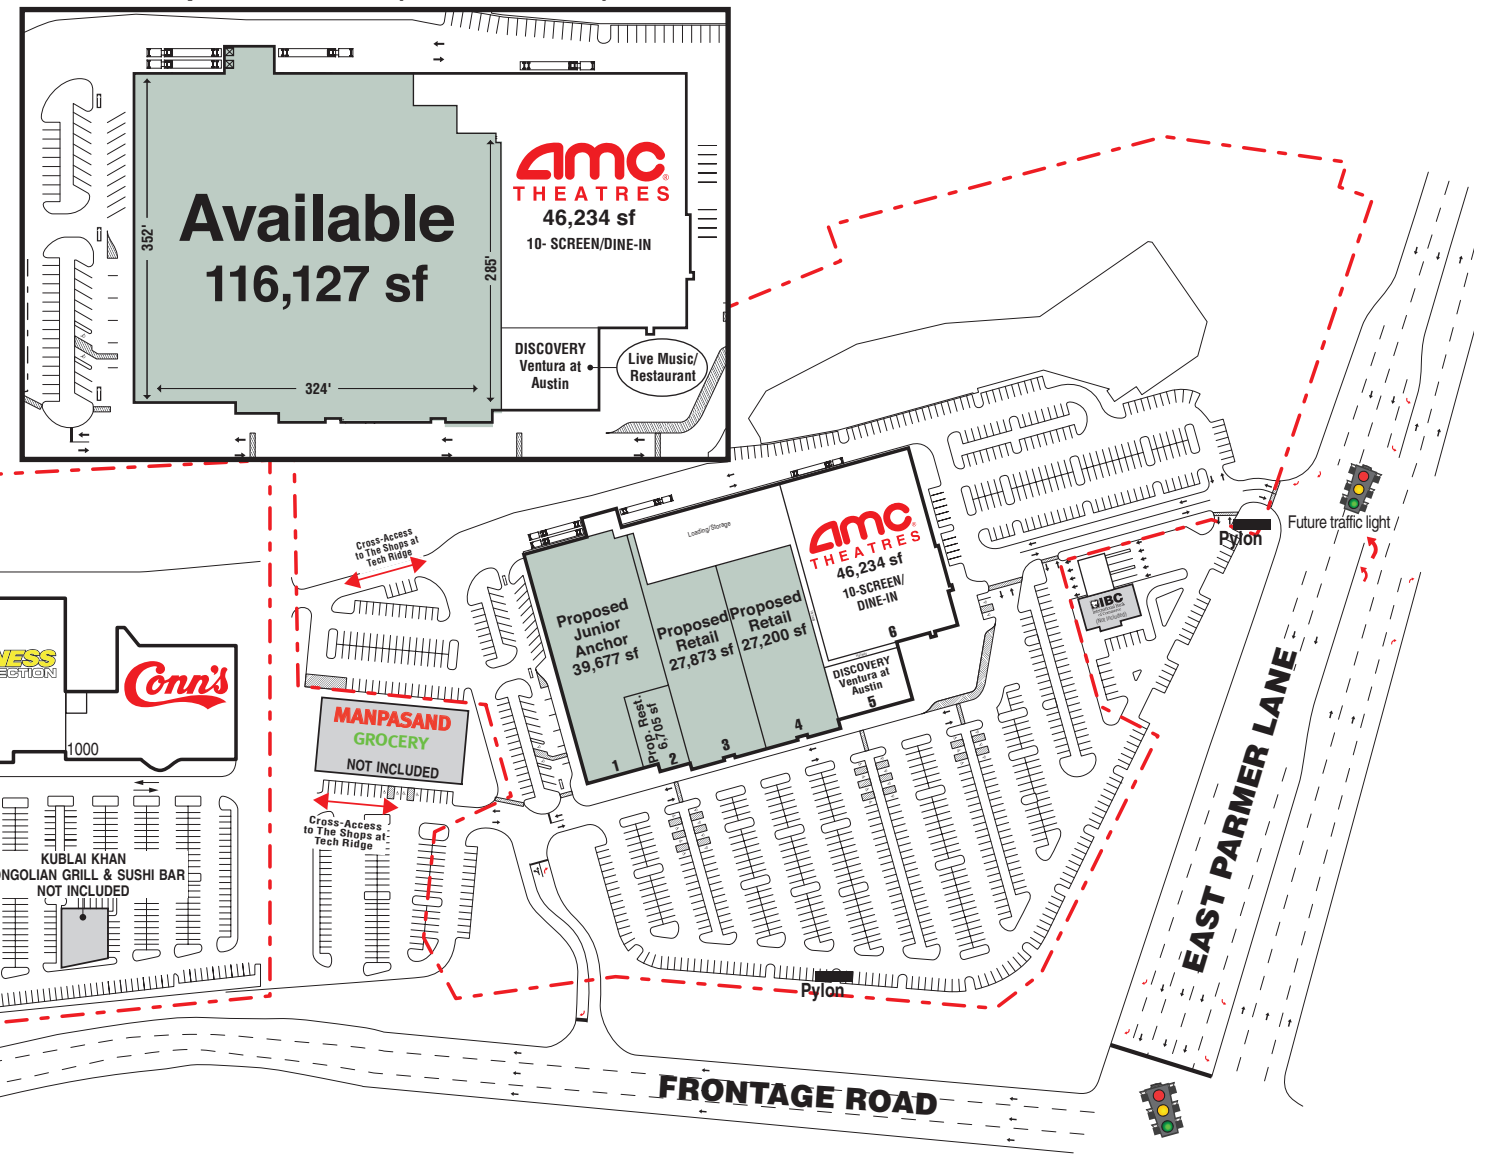 Available
116,127 sf
352'
285'
324'
AMC
THEATRES
46,234 sf
10- SCREEN/DINE-IN
DISCOVERY
Ventura at
Austin
Live Music/
Restaurant
Cross-Access
to The Shops at
Tech Ridge
Loading/Storage
AMC
THEATRES
46,234 sf
10-SCREEN/
DINE-IN
6
Proposed
Junior
Anchor
39,677 sf
Proposed
Retail
27,873 sf
Proposed
Retail
27,200 sf
Prop. Rest.
6,705 sf
DISCOVERY
Ventura at
Austin
5
4
3
2
1
Future traffic light
Pylon
IBC
(Not Included)
NESS
ECTION
Conn's
1000
MANPASAND
GROCERY
NOT INCLUDED
Cross-Access
to The Shops at
Tech Ridge
KUBLAI KHAN
ONGOLIAN GRILL & SUSHI BAR
NOT INCLUDED
Pylon
EAST PARMER LANE
FRONTAGE ROAD